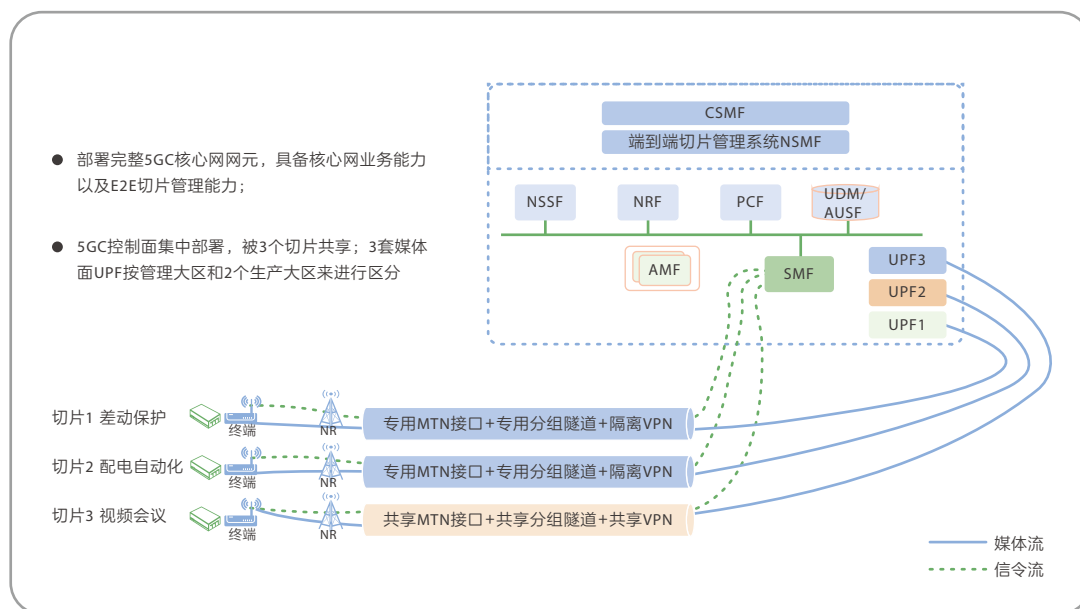 CSMF
端到端切片管理系统NSMF
● 部署完整5GC核心网网元，具备核心网业务能力
以及E2E切片管理能力；
● 5GC控制面集中部署，被3个切片共享；3套媒体
面UPF按管理大区和2个生产大区来进行区分
NSSF
NRF
PCF
UDM/
AUSF
AMF
SMF
UPF3
UPF2
UPF1
切片1 差动保护
终端
NR
专用MTN接口+专用分组隧道+隔离VPN
切片2 配电自动化
终端
NR
专用MTN接口+专用分组隧道+隔离VPN
切片3 视频会议
终端
NR
共享MTN接口+共享分组隧道+共享VPN
媒体流
信令流